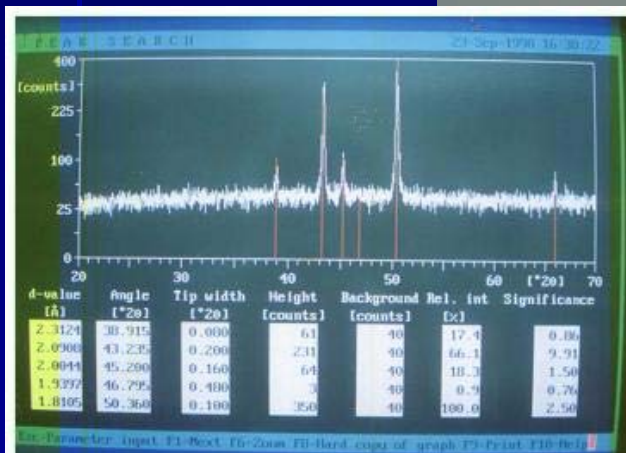 PEAK SEARCH 23-Sep-1998 16:30:22
400
[counts]
225
100
25
0
20 30 40 50 [°2θ] 70
d-value Angle Tip width Height Background Rel. int Significance
[Å] [°2θ] [°2θ] [counts] [counts] [%]
2.3124 38.915 0.080 61 40 17.4 0.86
2.0908 43.235 0.200 231 40 66.1 9.91
2.0044 45.200 0.160 64 40 18.3 1.50
1.9397 46.795 0.480 3 40 0.9 0.76
1.8105 50.360 0.100 350 40 100.0 2.50
Esc-Parameter input F1-Next F6-Zoom F8-Hard copy of graph F9-Print F10-Help